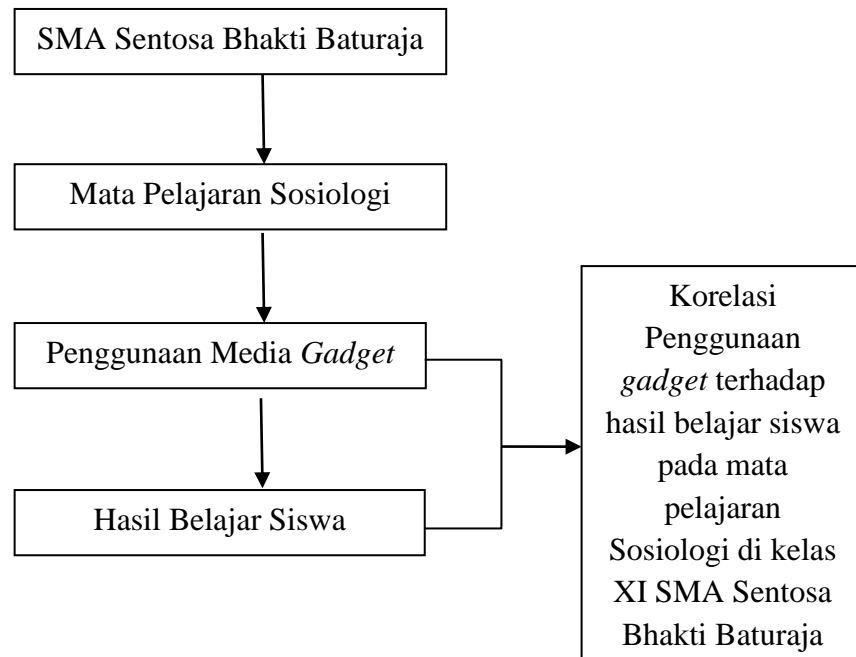 SMA Sentosa Bhakti Baturaja
Mata Pelajaran Sosiologi
Penggunaan Media Gadget
Hasil Belajar Siswa
Korelasi
Penggunaan
gadget terhadap
hasil belajar siswa
pada mata
pelajaran
Sosiologi di kelas
XI SMA Sentosa
Bhakti Baturaja